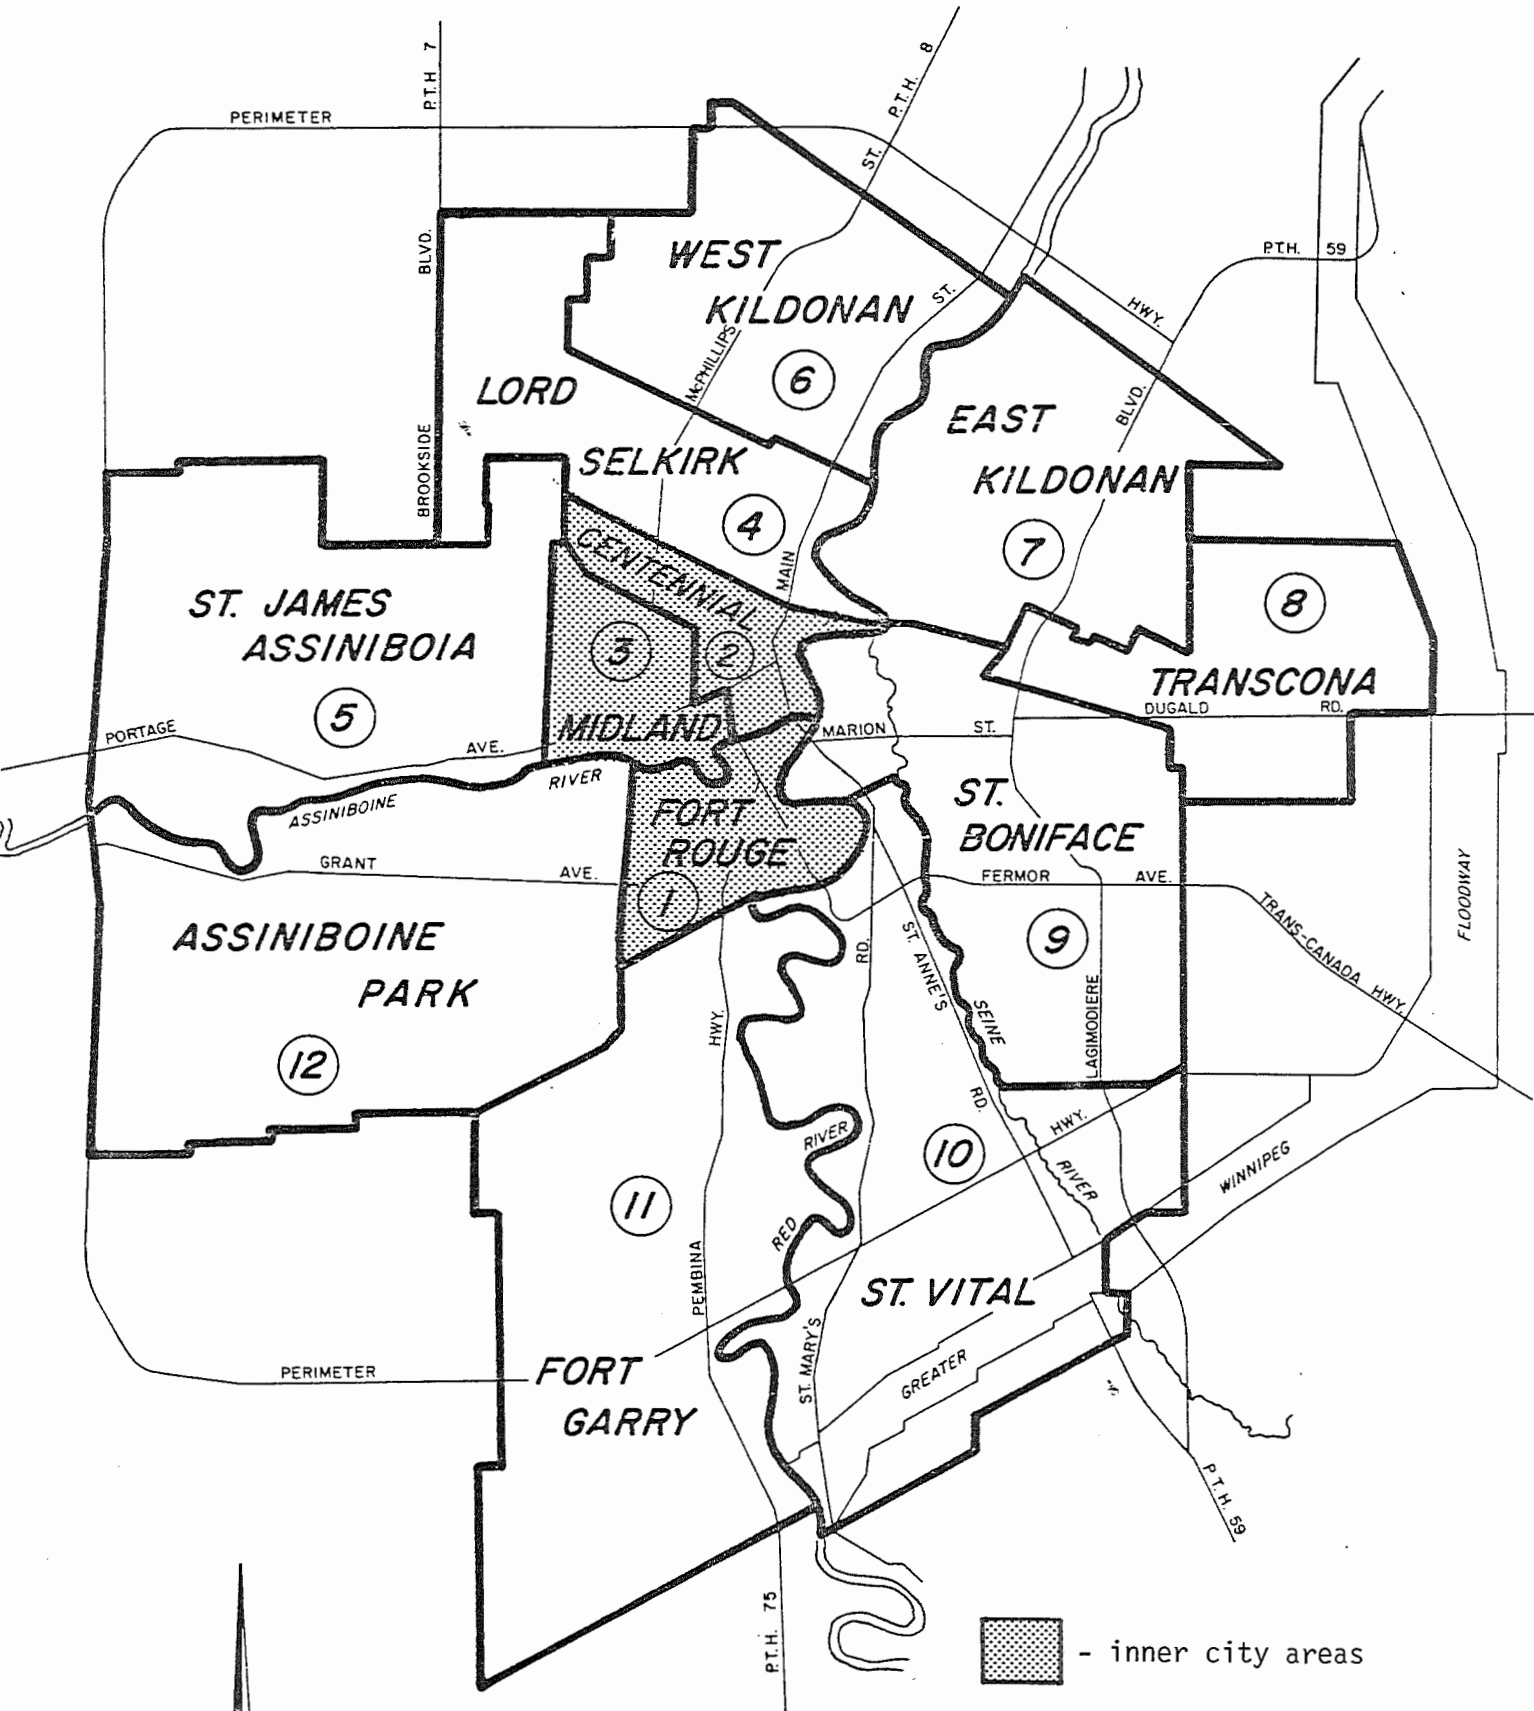 P.T.H 7
P.T.H. 8
PERIMETER
ST.
BLVD.
WEST
KILDONAN
6
ST.
HWY.
P.T.H. 59
McPHILLIPS
LORD
SELKIRK
4
BROOKSIDE
EAST
KILDONAN
7
BLVD.
MAIN
CENTENNIAL
2
3
MIDLAND
8
TRANSCONA
DUGALD RD.
ST. JAMES
ASSINIBOIA
5
PORTAGE AVE.
RIVER
ASSINIBOINE
MARION ST.
GRANT AVE.
FORT
ROUGE
1
ST.
BONIFACE
FERMOR AVE.
9
TRANS-CANADA HWY.
FLOODWAY
ASSINIBOINE
PARK
12
HWY.
RD.
ST. ANNE'S
RD.
SEINE
RIVER
LAGIMODIERE
HWY.
10
11
RIVER
RED
PEMBINA
WINNIPEG
ST. VITAL
ST. MARY'S
GREATER
PERIMETER
FORT
GARRY
P.T.H. 59
P.T.H. 75
- inner city areas